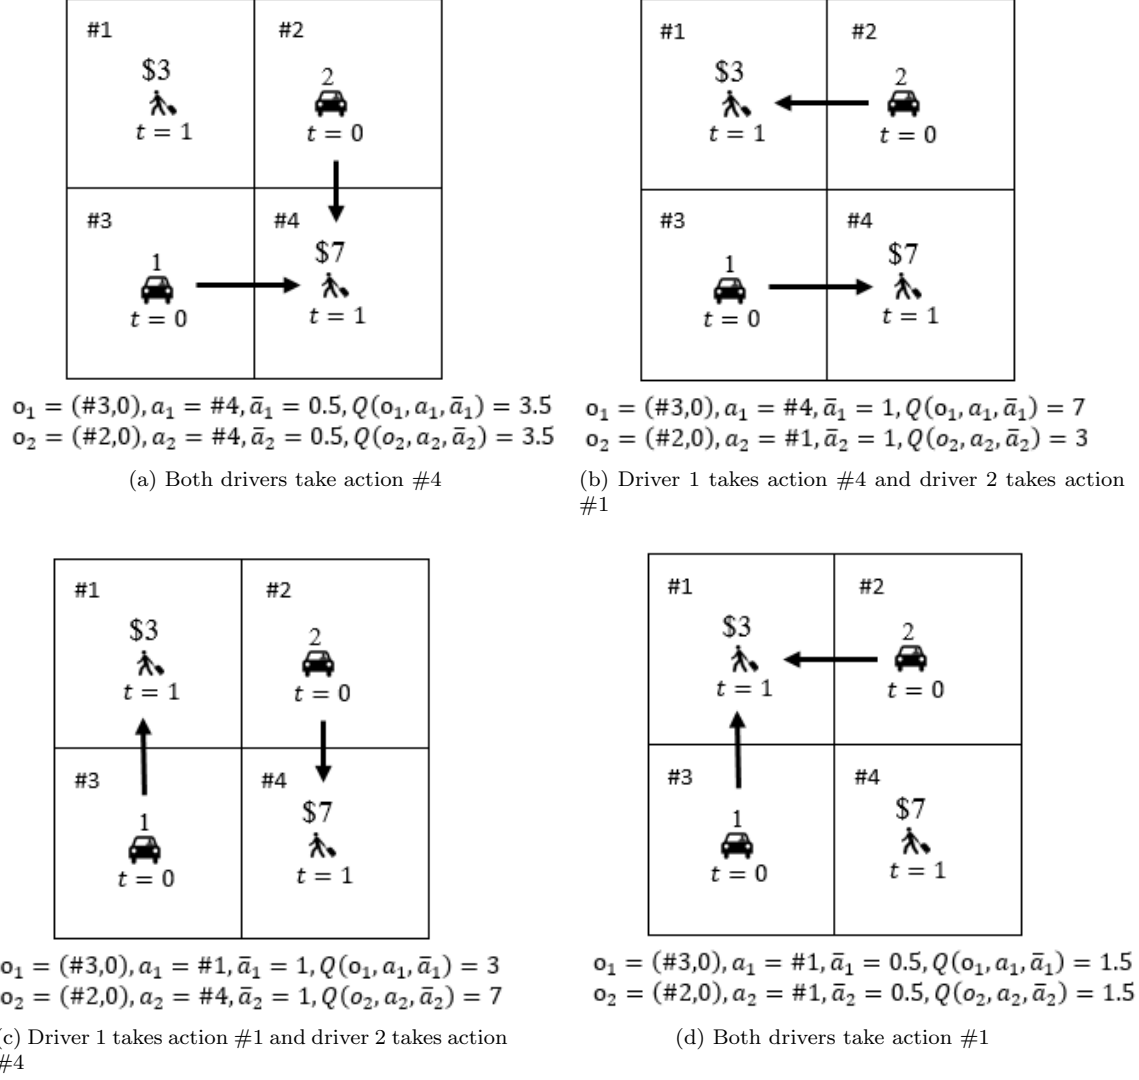 #1
#2
$3
2
t = 1
t = 0
#3
#4
1
$7
t = 0
t = 1
o₁ = (#3,0), a₁ = #4, ā₁ = 0.5, Q(o₁, a₁, ā₁) = 3.5
o₂ = (#2,0), a₂ = #4, ā₂ = 0.5, Q(o₂, a₂, ā₂) = 3.5
(a) Both drivers take action #4
#1
#2
$3
2
t = 1
t = 0
#3
#4
1
$7
t = 0
t = 1
o₁ = (#3,0), a₁ = #4, ā₁ = 1, Q(o₁, a₁, ā₁) = 7
o₂ = (#2,0), a₂ = #1, ā₂ = 1, Q(o₂, a₂, ā₂) = 3
(b) Driver 1 takes action #4 and driver 2 takes action
#1
#1
#2
$3
2
t = 1
t = 0
#3
#4
1
$7
t = 0
t = 1
o₁ = (#3,0), a₁ = #1, ā₁ = 1, Q(o₁, a₁, ā₁) = 3
o₂ = (#2,0), a₂ = #4, ā₂ = 1, Q(o₂, a₂, ā₂) = 7
(c) Driver 1 takes action #1 and driver 2 takes action
#4
#1
#2
$3
2
t = 1
t = 0
#3
#4
1
$7
t = 0
t = 1
o₁ = (#3,0), a₁ = #1, ā₁ = 0.5, Q(o₁, a₁, ā₁) = 1.5
o₂ = (#2,0), a₂ = #1, ā₂ = 0.5, Q(o₂, a₂, ā₂) = 1.5
(d) Both drivers take action #1